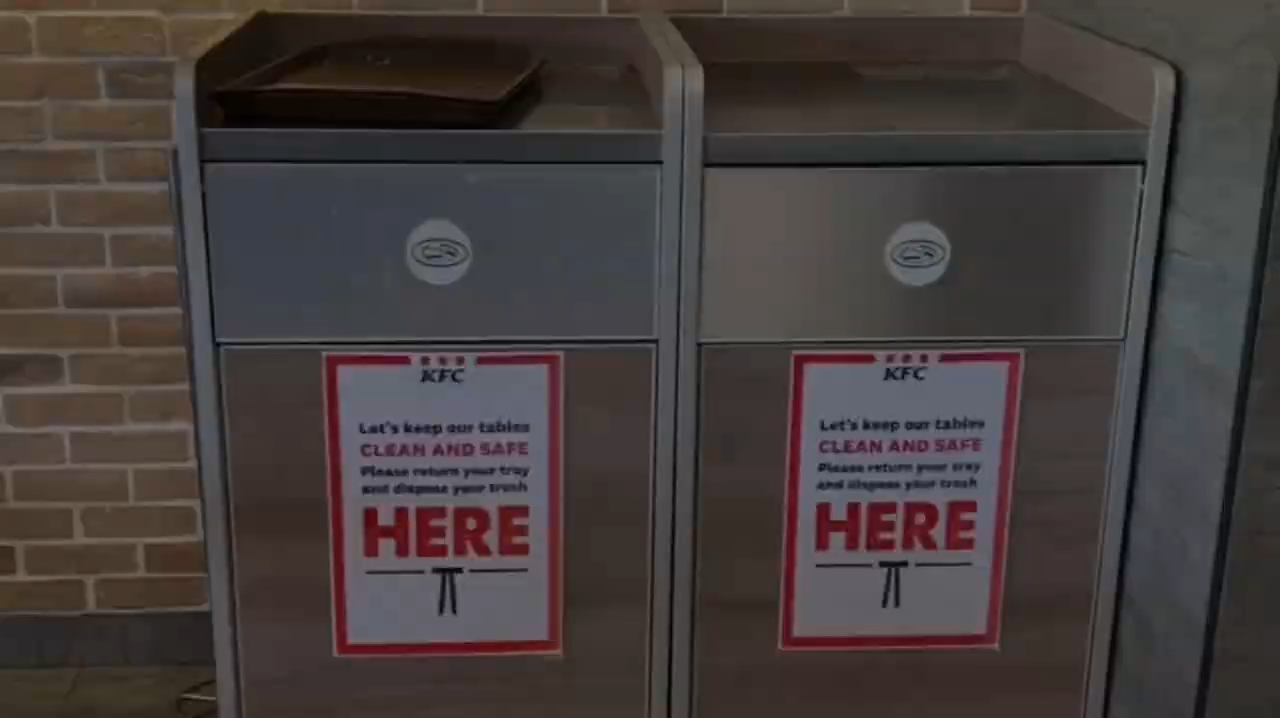 KFC
Let's keep our tables
CLEAN AND SAFE
Please return your tray
and dispose your trash
HERE
KFC
Let's keep our tables
CLEAN AND SAFE
Please return your tray
and dispose your trash
HERE